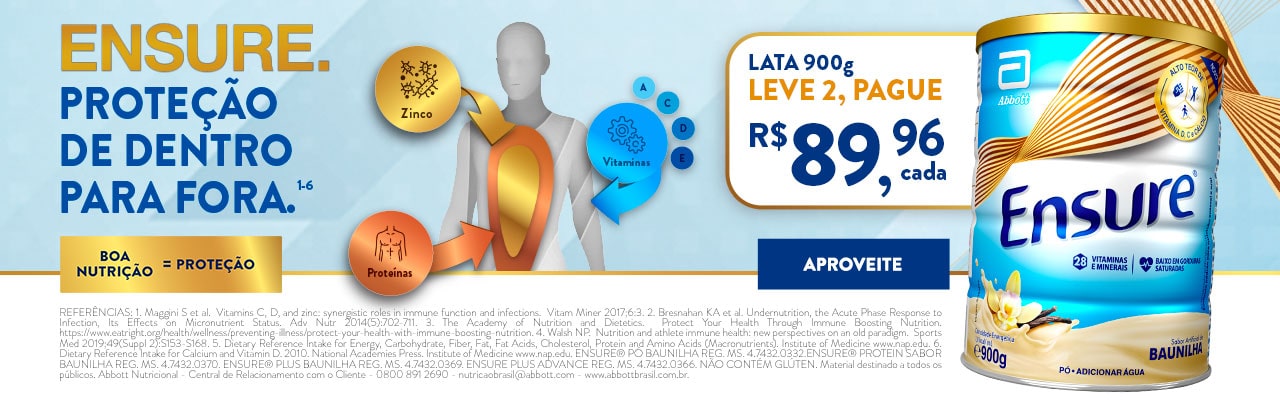 ENSURE.
PROTEÇÃO
DE DENTRO
PARA FORA.¹⁻⁶
BOA
NUTRIÇÃO = PROTEÇÃO
Zinco
Proteínas
A
C
D
E
Vitaminas
LATA 900g
LEVE 2, PAGUE
R$ 89,96
cada
APROVEITE
Abbott
ALTO TEOR DE
VITAMINA D, C e CÁLCIO
Ensure®
28 VITAMINAS
E MINERAIS
BAIXO EM GORDURAS
SATURADAS
900g
Sabor Artificial de
BAUNILHA
PÓ • ADICIONAR ÁGUA
REFERÊNCIAS: 1. Maggini S et al. Vitamins C, D, and zinc: synergistic roles in immune function and infections. Vitam Miner 2017;6:3. 2. Bresnahan KA et al. Undernutrition, the Acute Phase Response to
Infection, Its Effects on Micronutrient Status. Adv Nutr 2014(5):702-711. 3. The Academy of Nutrition and Dietetics. Protect Your Health Through Immune Boosting Nutrition.
https://www.eatright.org/health/wellness/preventing-illness/protect-your-health-with-immune-boosting-nutrition. 4. Walsh NP. Nutrition and athlete immune health: new perspectives on an old paradigm. Sports
Med 2019;49(Suppl 2):S153-S168. 5. Dietary Reference Intake for Energy, Carbohydrate, Fiber, Fat, Fat Acids, Cholesterol, Protein and Amino Acids (Macronutrients). Institute of Medicine www.nap.edu. 6.
Dietary Reference Intake for Calcium and Vitamin D. 2010. National Academies Press. Institute of Medicine www.nap.edu. ENSURE® PÓ BAUNILHA REG. MS. 4.7432.0332.ENSURE® PROTEIN SABOR
BAUNILHA REG. MS. 4.7432.0370. ENSURE® PLUS BAUNILHA REG. MS. 4.7432.0369. ENSURE PLUS ADVANCE REG. MS. 4.7432.0366. NÃO CONTÉM GLÚTEN. Material destinado a todos os
públicos. Abbott Nutricional - Central de Relacionamento com o Cliente - 0800 891 2690 - nutricaobrasil@abbott.com - www.abbottbrasil.com.br.